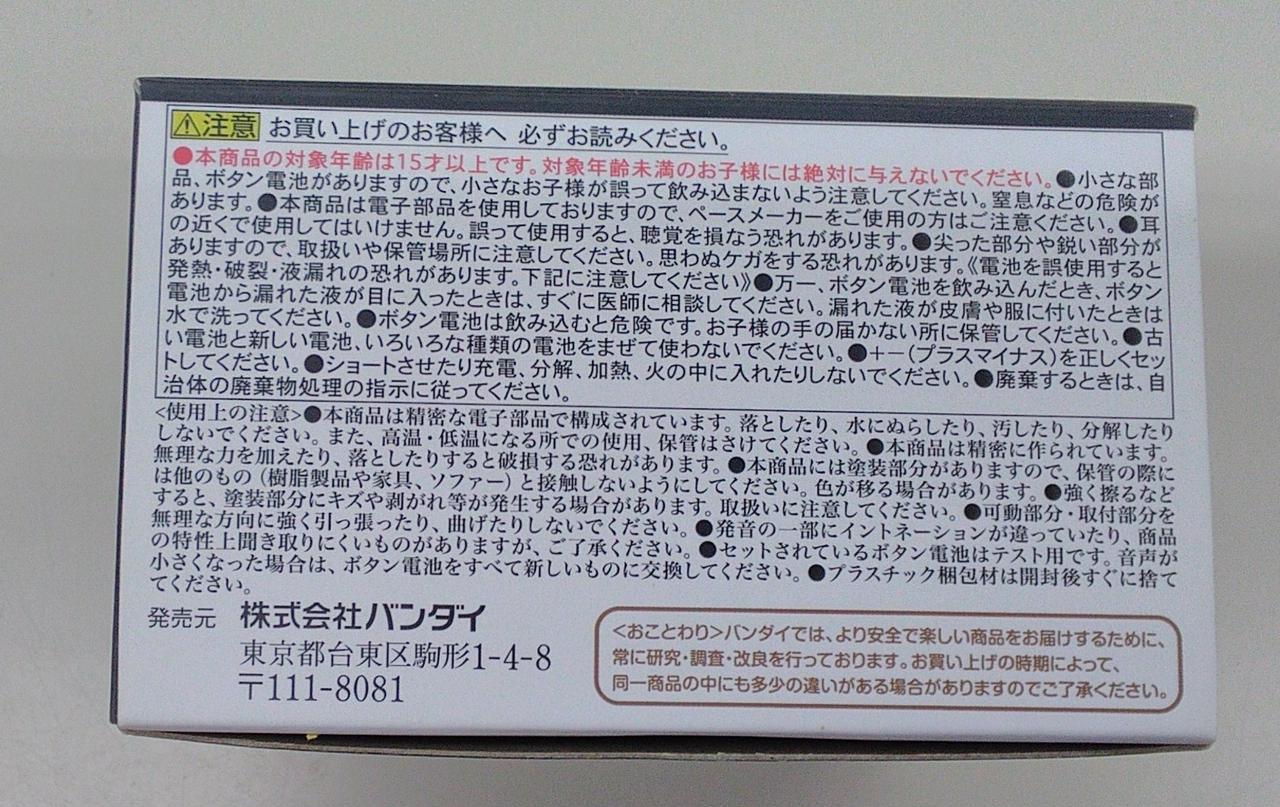 ⚠注意 お買い上げのお客様へ 必ずお読みください。
●本商品の対象年齢は15才以上です。対象年齢未満のお子様には絶対に与えないでください。●小さな部
品、ボタン電池がありますので、小さなお子様が誤って飲み込まないよう注意してください。窒息などの危険が
あります。●本商品は電子部品を使用しておりますので、ペースメーカーをご使用の方はご注意ください。●耳
の近くで使用してはいけません。誤って使用すると、聴覚を損なう恐れがあります。●尖った部分や鋭い部分が
ありますので、取扱いや保管場所に注意してください。思わぬケガをする恐れがあります。《電池を誤使用すると
発熱・破裂・液漏れの恐れがあります。下記に注意してください》●万一、ボタン電池を飲み込んだとき、ボタン
電池から漏れた液が目に入ったときは、すぐに医師に相談してください。漏れた液が皮膚や服に付いたときは
水で洗ってください。●ボタン電池は飲み込むと危険です。お子様の手の届かない所に保管してください。●古
い電池と新しい電池、いろいろな種類の電池をまぜて使わないでください。●+−(プラスマイナス)を正しくセッ
トしてください。●ショートさせたり充電、分解、加熱、火の中に入れたりしないでください。●廃棄するときは、自
治体の廃棄物処理の指示に従ってください。
<使用上の注意>●本商品は精密な電子部品で構成されています。落としたり、水にぬらしたり、汚したり、分解したり
しないでください。また、高温・低温になる所での使用、保管はさけてください。●本商品は精密に作られています。
無理な力を加えたり、落としたりすると破損する恐れがあります。●本商品には塗装部分がありますので、保管の際に
は他のもの（樹脂製品や家具、ソファー）と接触しないようにしてください。色が移る場合があります。●強く擦るなど
すると、塗装部分にキズや剥がれ等が発生する場合があります。取扱いに注意してください。●可動部分・取付部分を
無理な方向に強く引っ張ったり、曲げたりしないでください。●発音の一部にイントネーションが違っていたり、商品
の特性上聞き取りにくいものがありますが、ご了承ください。●セットされているボタン電池はテスト用です。音声が
小さくなった場合は、ボタン電池をすべて新しいものに交換してください。●プラスチック梱包材は開封後すぐに捨て
てください。
発売元 株式会社バンダイ
東京都台東区駒形1-4-8
〒111-8081
<おことわり>バンダイでは、より安全で楽しい商品をお届けするために、
常に研究・調査・改良を行っております。お買い上げの時期によって、
同一商品の中にも多少の違いがある場合がありますのでご了承ください。